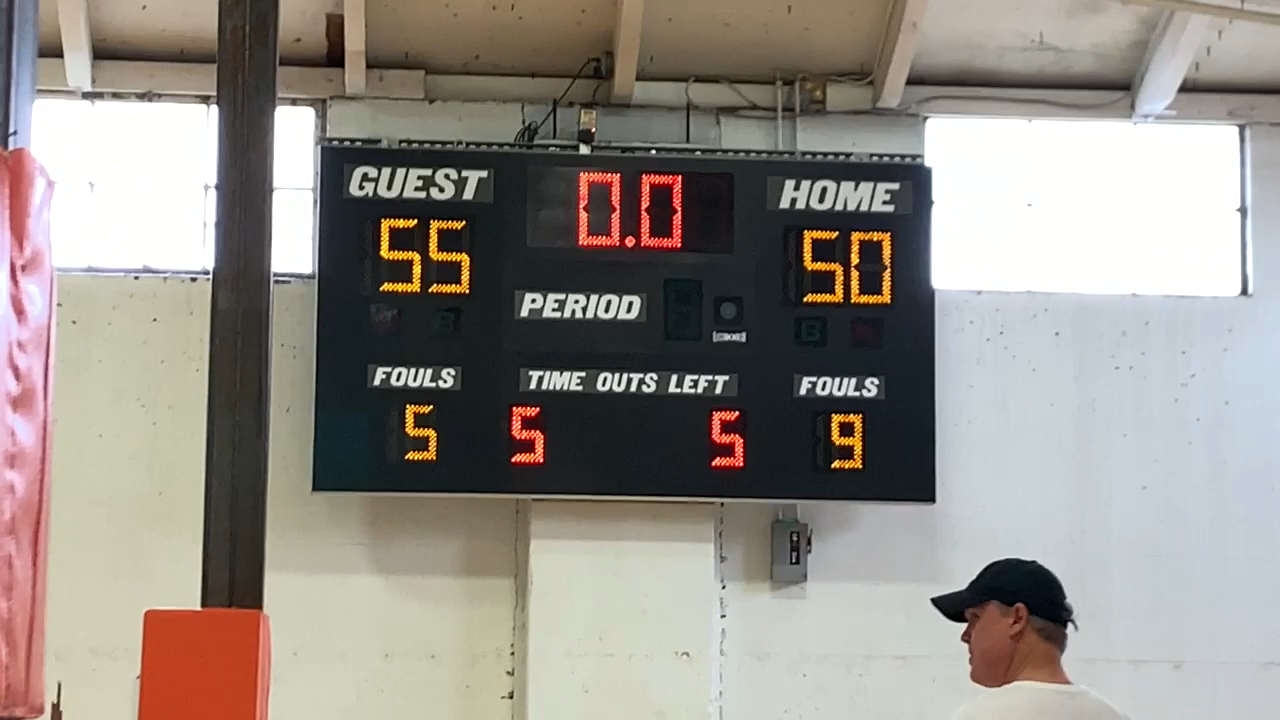 GUEST 0.0 HOME
55 50
PERIOD
B B
FOULS TIME OUTS LEFT FOULS
5 5 5 9